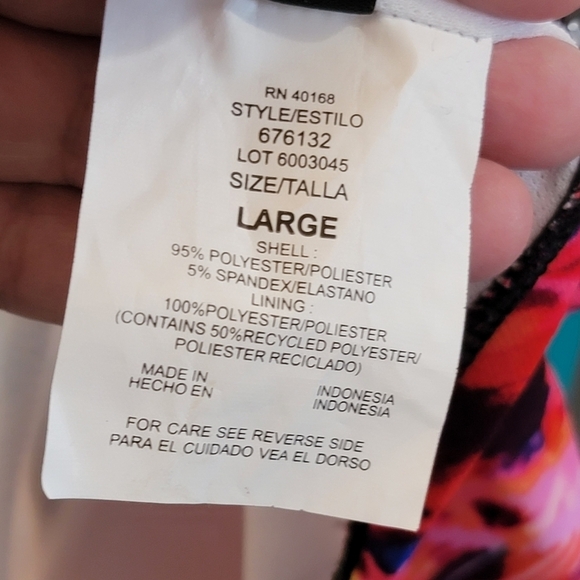 RN 40168
STYLE/ESTILO
676132
LOT 6003045
SIZE/TALLA
LARGE
SHELL :
95% POLYESTER/POLIESTER
5% SPANDEX/ELASTANO
LINING :
100%POLYESTER/POLIESTER
(CONTAINS 50%RECYCLED POLYESTER/
POLIESTER RECICLADO)
MADE IN INDONESIA
HECHO EN INDONESIA
FOR CARE SEE REVERSE SIDE
PARA EL CUIDADO VEA EL DORSO